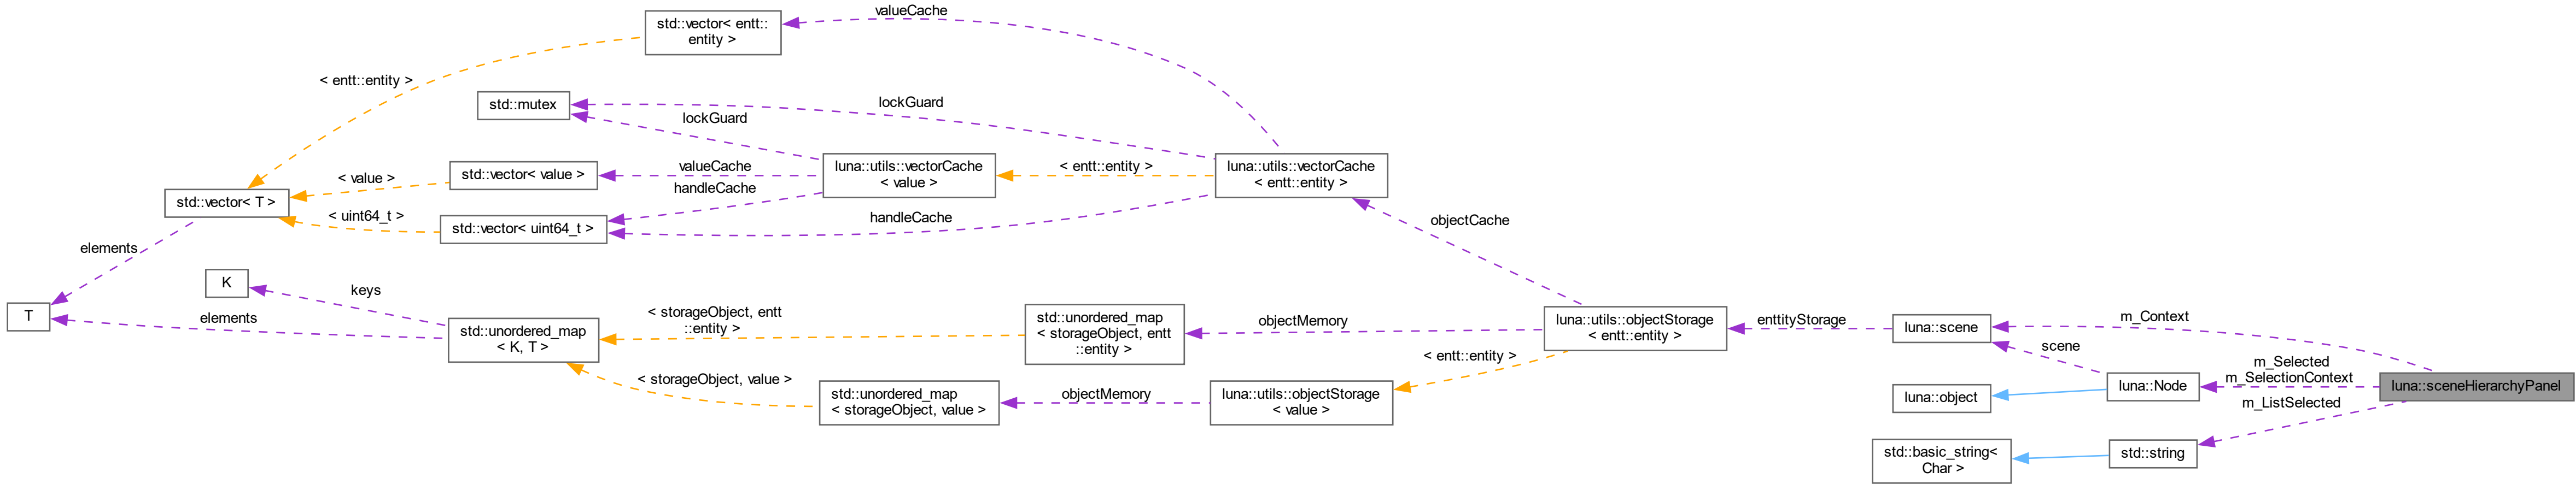 std::vector< entt::
entity >
valueCache
< entt::entity >
std::mutex
lockGuard
lockGuard
luna::utils::vectorCache
< value >
< entt::entity >
luna::utils::vectorCache
< entt::entity >
valueCache
std::vector< value >
< value >
handleCache
std::vector< T >
< uint64_t >
std::vector< uint64_t >
handleCache
objectCache
elements
K
keys
T
elements
std::unordered_map
< K, T >
< storageObject, entt
::entity >
std::unordered_map
< storageObject, entt
::entity >
objectMemory
luna::utils::objectStorage
< entt::entity >
enttityStorage
luna::scene
m_Context
scene
< storageObject, value >
std::unordered_map
< storageObject, value >
objectMemory
luna::utils::objectStorage
< value >
< entt::entity >
luna::object
luna::Node
m_Selected
m_SelectionContext
luna::sceneHierarchyPanel
m_ListSelected
std::basic_string<
Char >
std::string